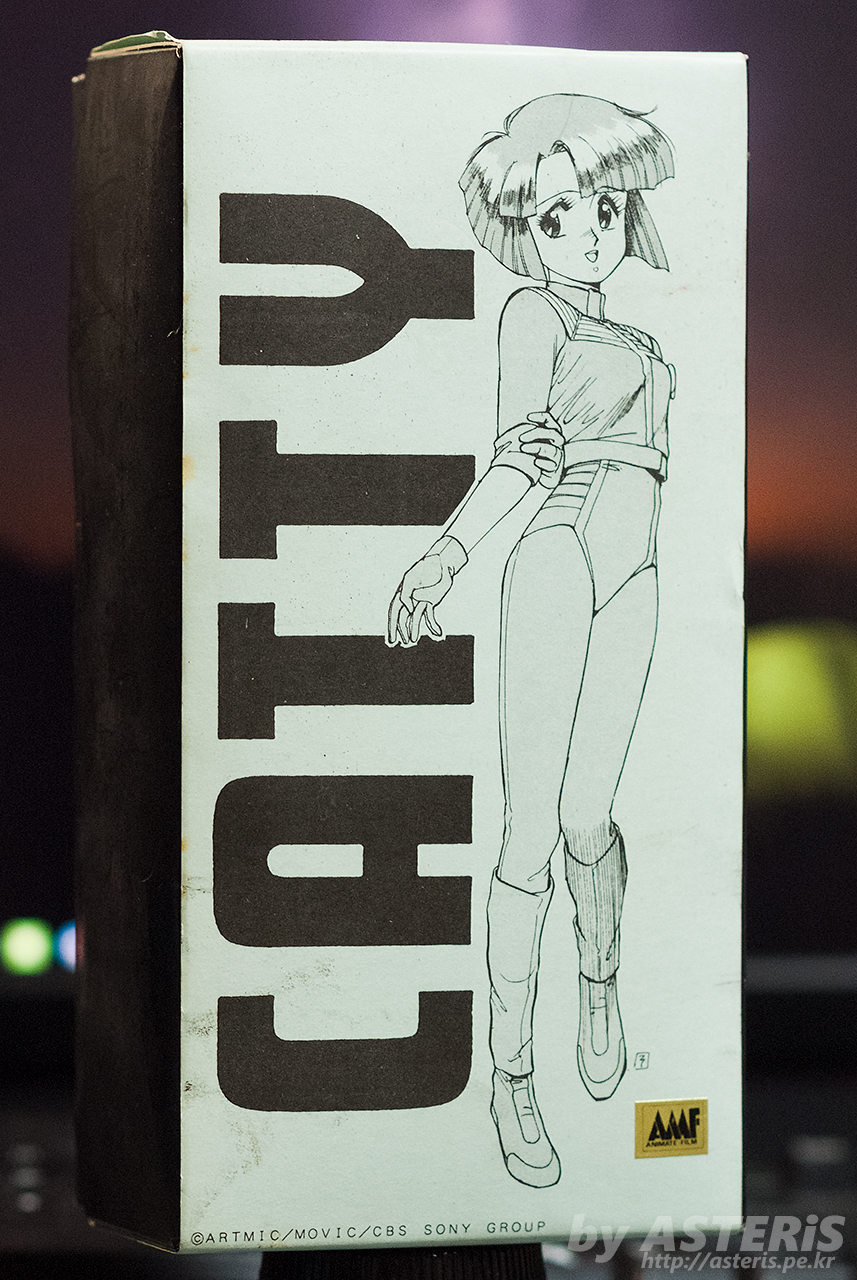 CATTY
AMF
ANIMATE FILM
©ARTMIC/MOVIC/CBS SONY GROUP
by ASTERiS
http://asteris.pe.kr